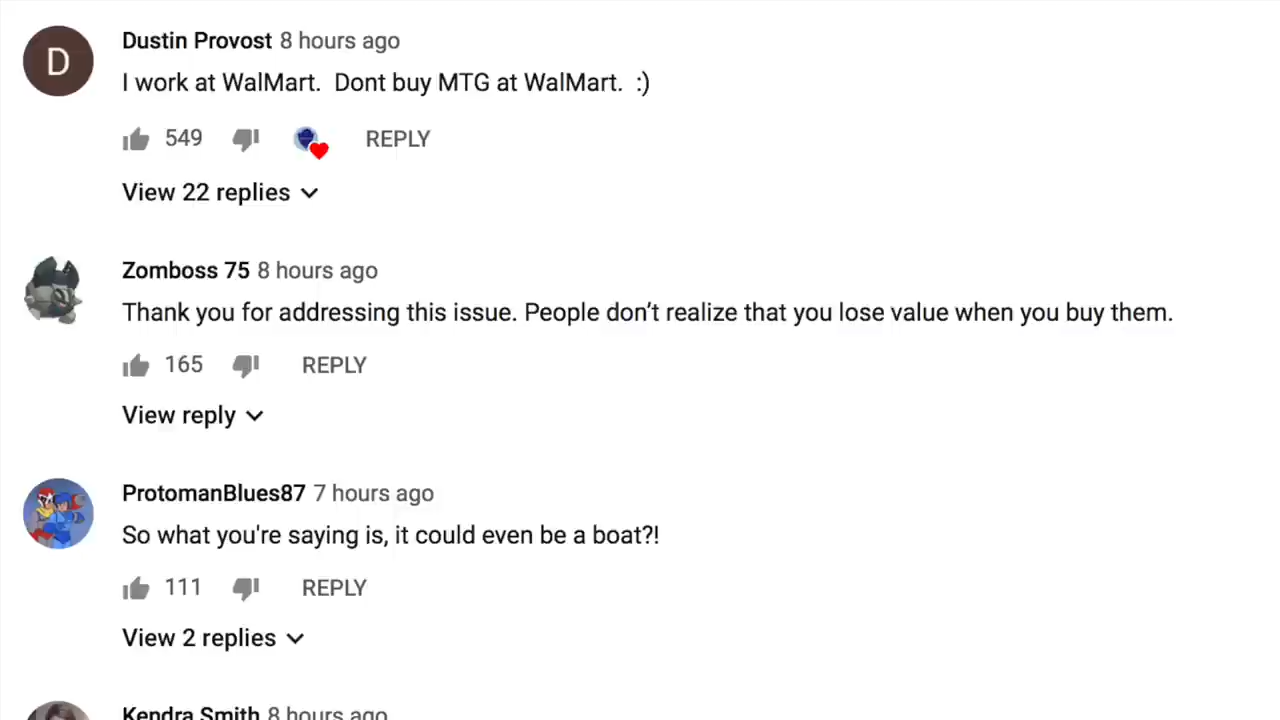 D
Dustin Provost 8 hours ago
I work at WalMart.  Dont buy MTG at WalMart.  :)
549 REPLY
View 22 replies
Zomboss 75 8 hours ago
Thank you for addressing this issue. People don’t realize that you lose value when you buy them.
165 REPLY
View reply
ProtomanBlues87 7 hours ago
So what you're saying is, it could even be a boat?!
111 REPLY
View 2 replies
Kendra Smith 8 hours ago